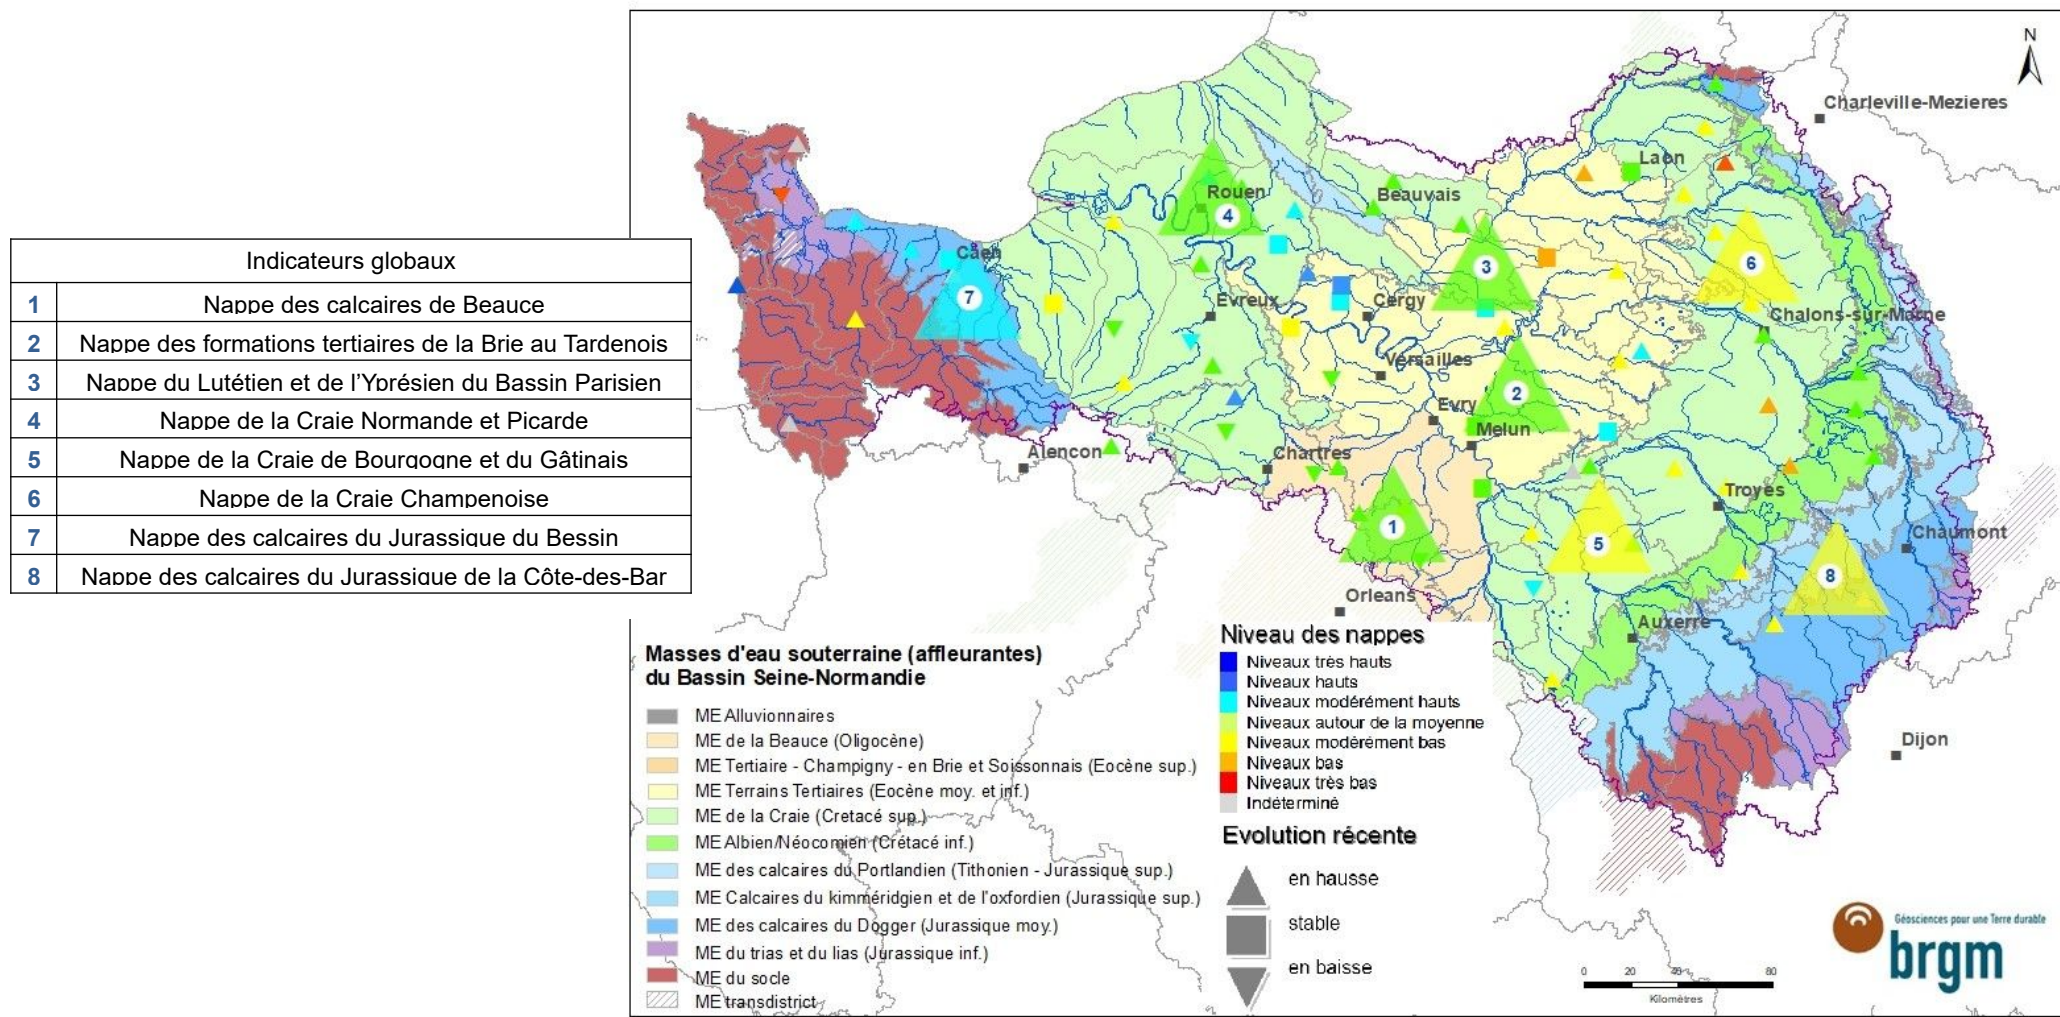 Indicateurs globaux
1 Nappe des calcaires de Beauce
2 Nappe des formations tertiaires de la Brie au Tardenois
3 Nappe du Lutétien et de l'Yprésien du Bassin Parisien
4 Nappe de la Craie Normande et Picarde
5 Nappe de la Craie de Bourgogne et du Gâtinais
6 Nappe de la Craie Champenoise
7 Nappe des calcaires du Jurassique du Bessin
8 Nappe des calcaires du Jurassique de la Côte-des-Bar
N
Charleville-Mezieres
Laon
Rouen
Beauvais
4
3
6
Caen
7
Evreux
Cergy
Chalons-sur-Marne
Versailles
2
Evry
Melun
Alencon
Chartres
Troyes
1
5
Chaumont
8
Orleans
Auxerre
Dijon
Masses d'eau souterraine (affleurantes)
du Bassin Seine-Normandie
ME Alluvionnaires
ME de la Beauce (Oligocène)
ME Tertiaire - Champigny - en Brie et Soissonnais (Eocène sup.)
ME Terrains Tertiaires (Eocène moy. et inf.)
ME de la Craie (Cretacé sup.)
ME Albien/Néocomien (Crétacé inf.)
ME des calcaires du Portlandien (Tithonien - Jurassique sup.)
ME Calcaires du kimméridgien et de l'oxfordien (Jurassique sup.)
ME des calcaires du Dogger (Jurassique moy.)
ME du trias et du lias (Jurassique inf.)
ME du socle
ME transdistrict
Niveau des nappes
Niveaux très hauts
Niveaux hauts
Niveaux modérément hauts
Niveaux autour de la moyenne
Niveaux modérément bas
Niveaux bas
Niveaux très bas
Indéterminé
Evolution récente
en hausse
stable
en baisse
Géosciences pour une Terre durable
brgm
0 20 40 80
Kilomètres